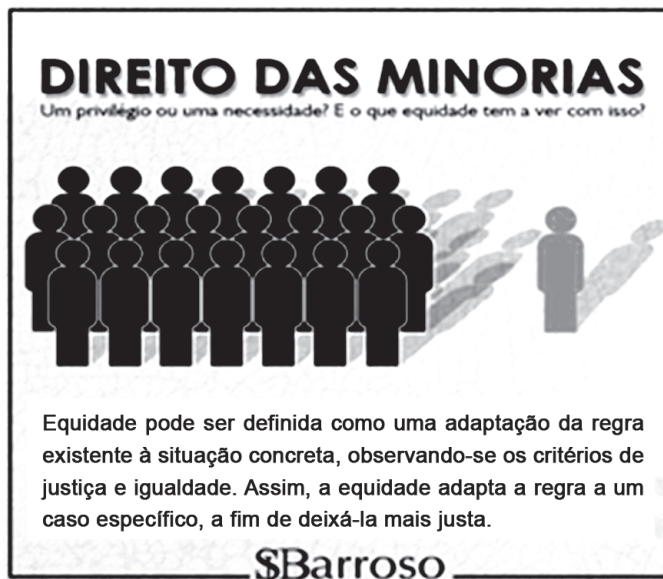 DIREITO DAS MINORIAS
Um privilégio ou uma necessidade? E o que equidade tem a ver com isso?
Equidade pode ser definida como uma adaptação da regra
existente à situação concreta, observando-se os critérios de
justiça e igualdade. Assim, a equidade adapta a regra a um
caso específico, a fim de deixá-la mais justa.
$Barroso